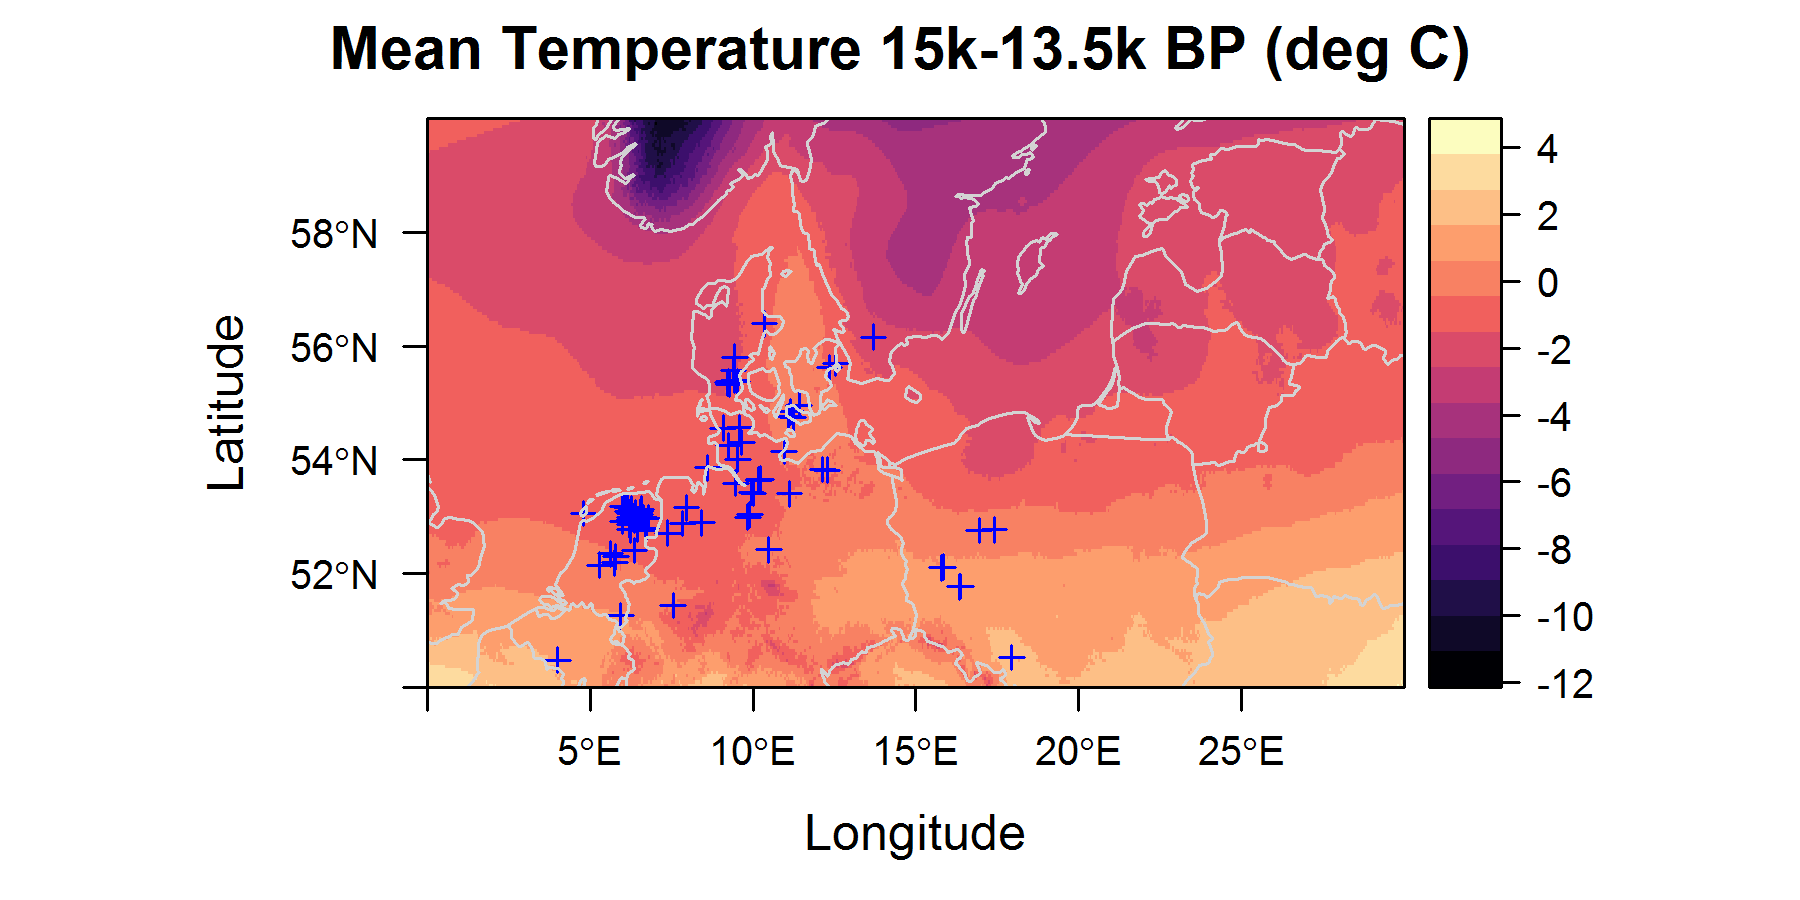 Mean Temperature 15k-13.5k BP (deg C)
58°N
56°N
54°N
52°N
Latitude
5°E
10°E
15°E
20°E
25°E
Longitude
4
2
0
-2
-4
-6
-8
-10
-12